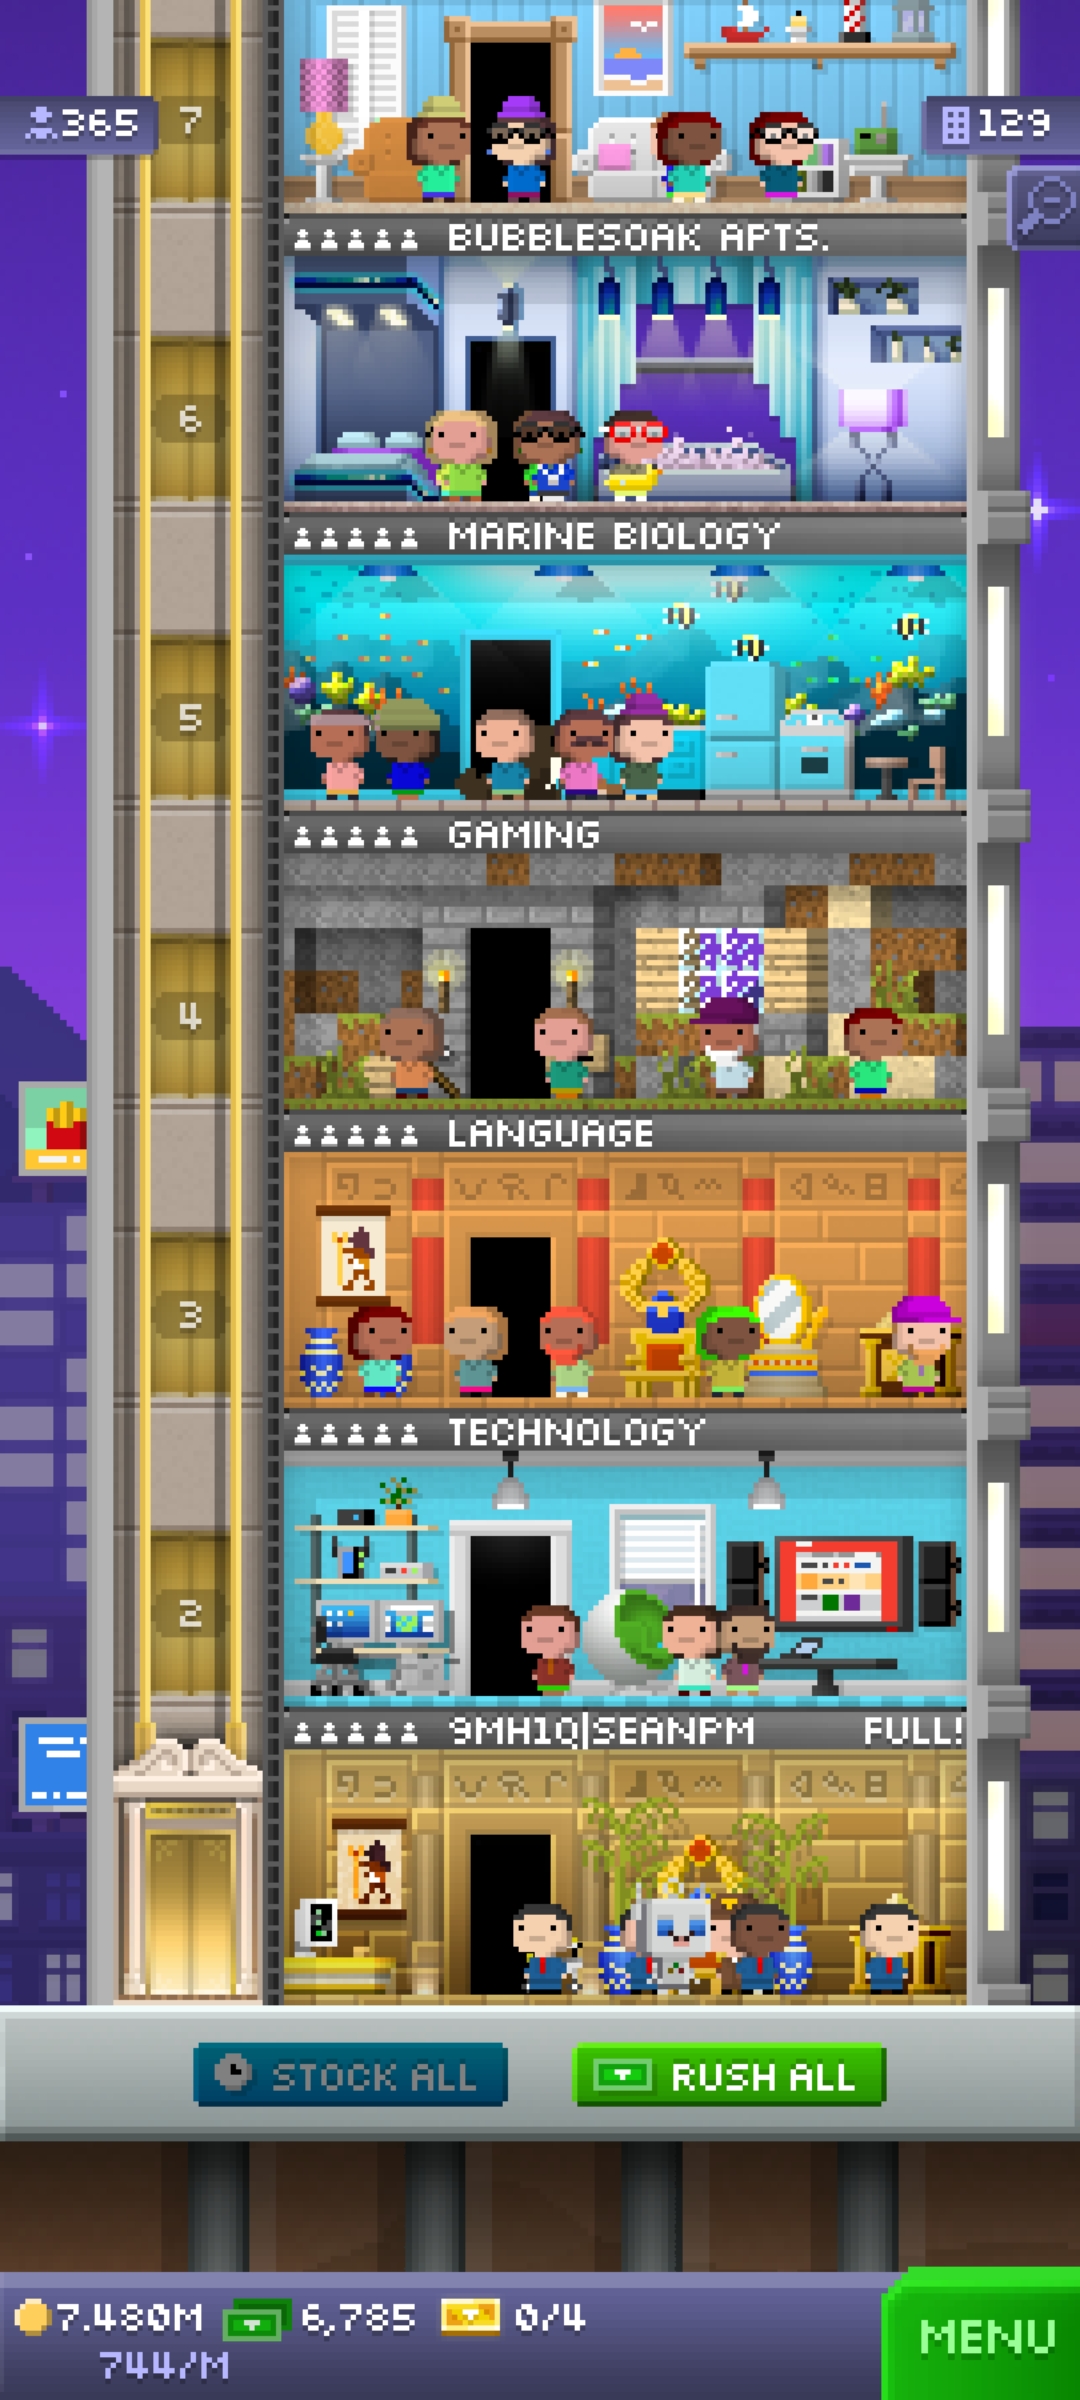 7
365
129
BUBBLESOAK APTS.
6
MARINE BIOLOGY
5
GAMING
4
LANGUAGE
3
TECHNOLOGY
2
9MH1Q|SEANPM FULL!
STOCK ALL
RUSH ALL
7.480M 6,785 0/4
744/M
MENU